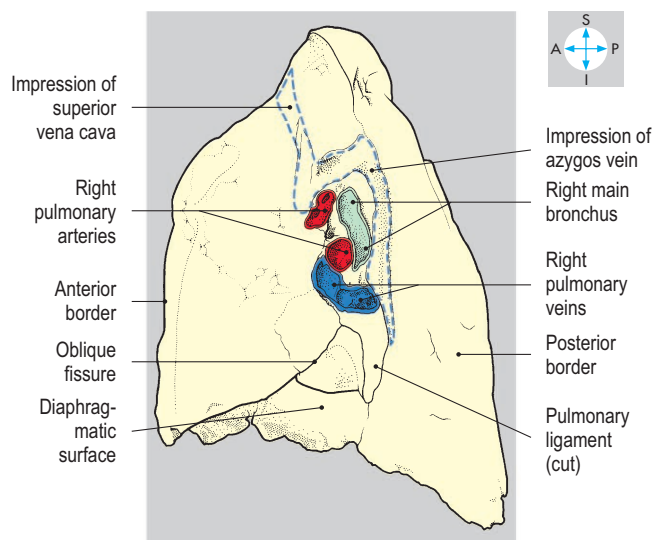 S
A
P
I
Impression of
superior
vena cava
Right
pulmonary
arteries
Anterior
border
Oblique
fissure
Diaphrag-
matic
surface
Impression of
azygos vein
Right main
bronchus
Right
pulmonary
veins
Posterior
border
Pulmonary
ligament
(cut)